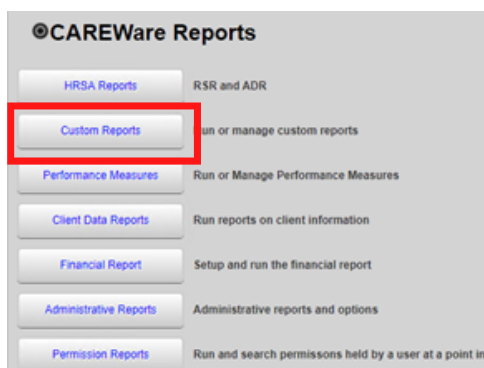 CAREWare Reports
HRSA Reports RSR and ADR
Custom Reports un or manage custom reports
Performance Measures Run or Manage Performance Measures
Client Data Reports Run reports on client information
Financial Report Setup and run the financial report
Administrative Reports Administrative reports and options
Permission Reports Run and search permissons held by a user at a point in